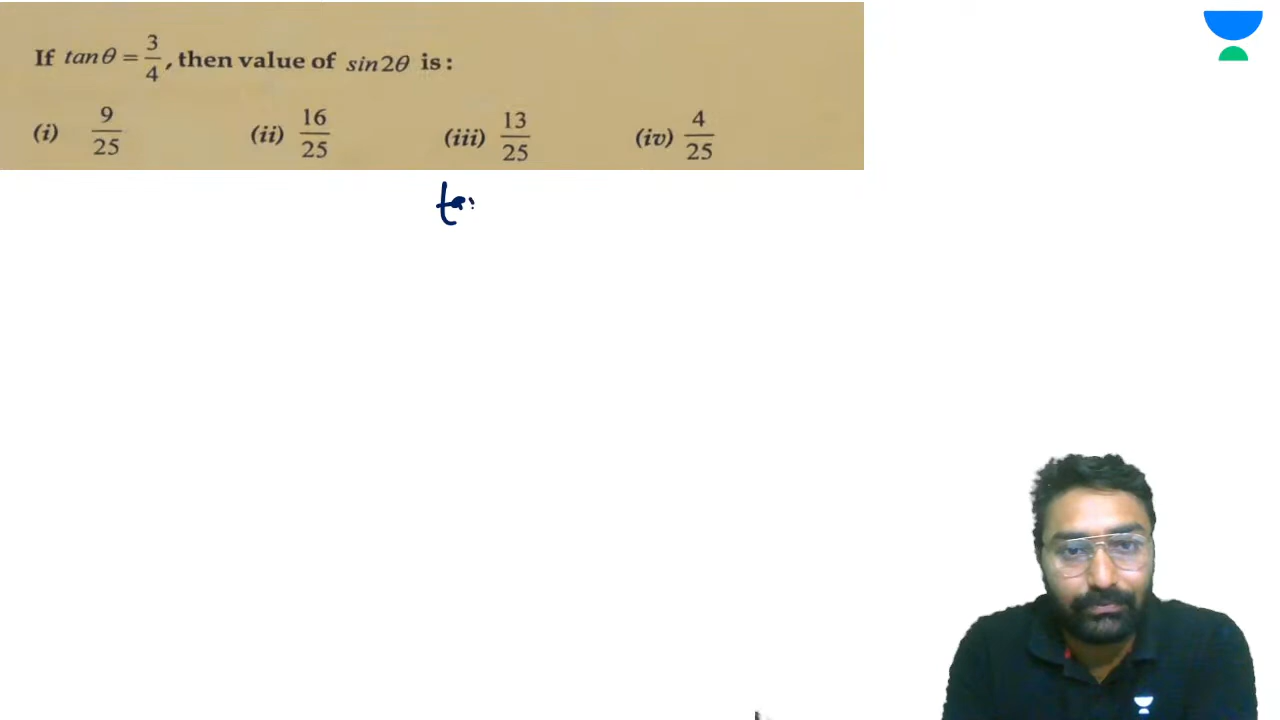 If tanθ = 3/4, then value of sin2θ is :
(i) 9/25 (ii) 16/25 (iii) 13/25 (iv) 4/25